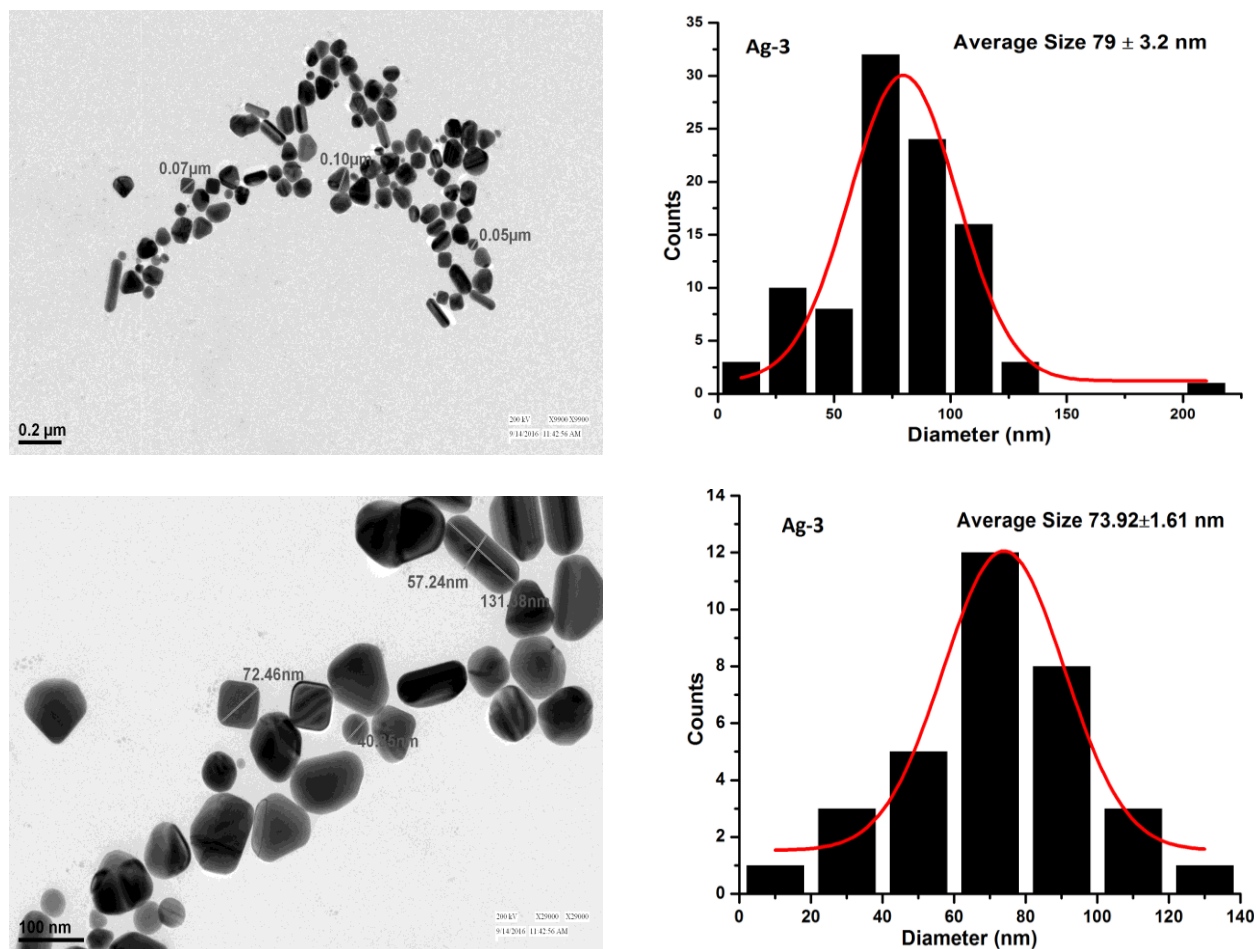 0.07µm
0.10µm
0.05µm
0.2 µm
200 kV X9900 X9900
9/14/2016 11:42:56 AM
Ag-3
Average Size 79 ± 3.2 nm
35
30
25
20
15
10
5
0
Counts
0 50 100 150 200
Diameter (nm)
57.24nm
72.46nm
100 nm
200 kV X29000 X29000
9/14/2016 11:42:56 AM
Ag-3
Average Size 73.92±1.61 nm
14
12
10
8
6
4
2
0
Counts
0 20 40 60 80 100 120 140
Diameter (nm)